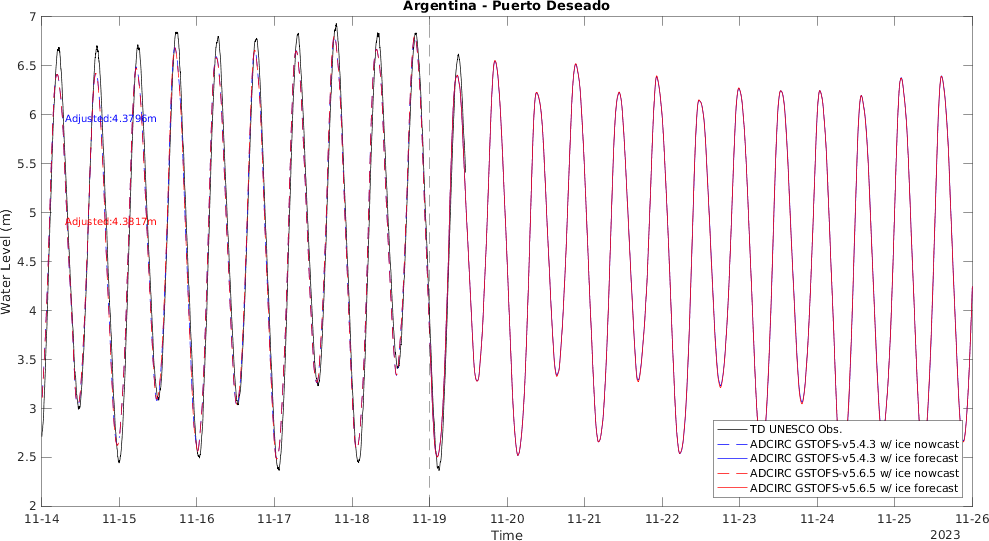 Argentina - Puerto Deseado
7
6.5
6
5.5
5
4.5
4
3.5
3
2.5
2
Water Level (m)
Adjusted:4.3796m
Adjusted:4.3817m
TD UNESCO Obs.
ADCIRC GSTOFS-v5.4.3 w/ ice nowcast
ADCIRC GSTOFS-v5.4.3 w/ ice forecast
ADCIRC GSTOFS-v5.6.5 w/ ice nowcast
ADCIRC GSTOFS-v5.6.5 w/ ice forecast
11-14 11-15 11-16 11-17 11-18 11-19 11-20 11-21 11-22 11-23 11-24 11-25 11-26
Time
2023